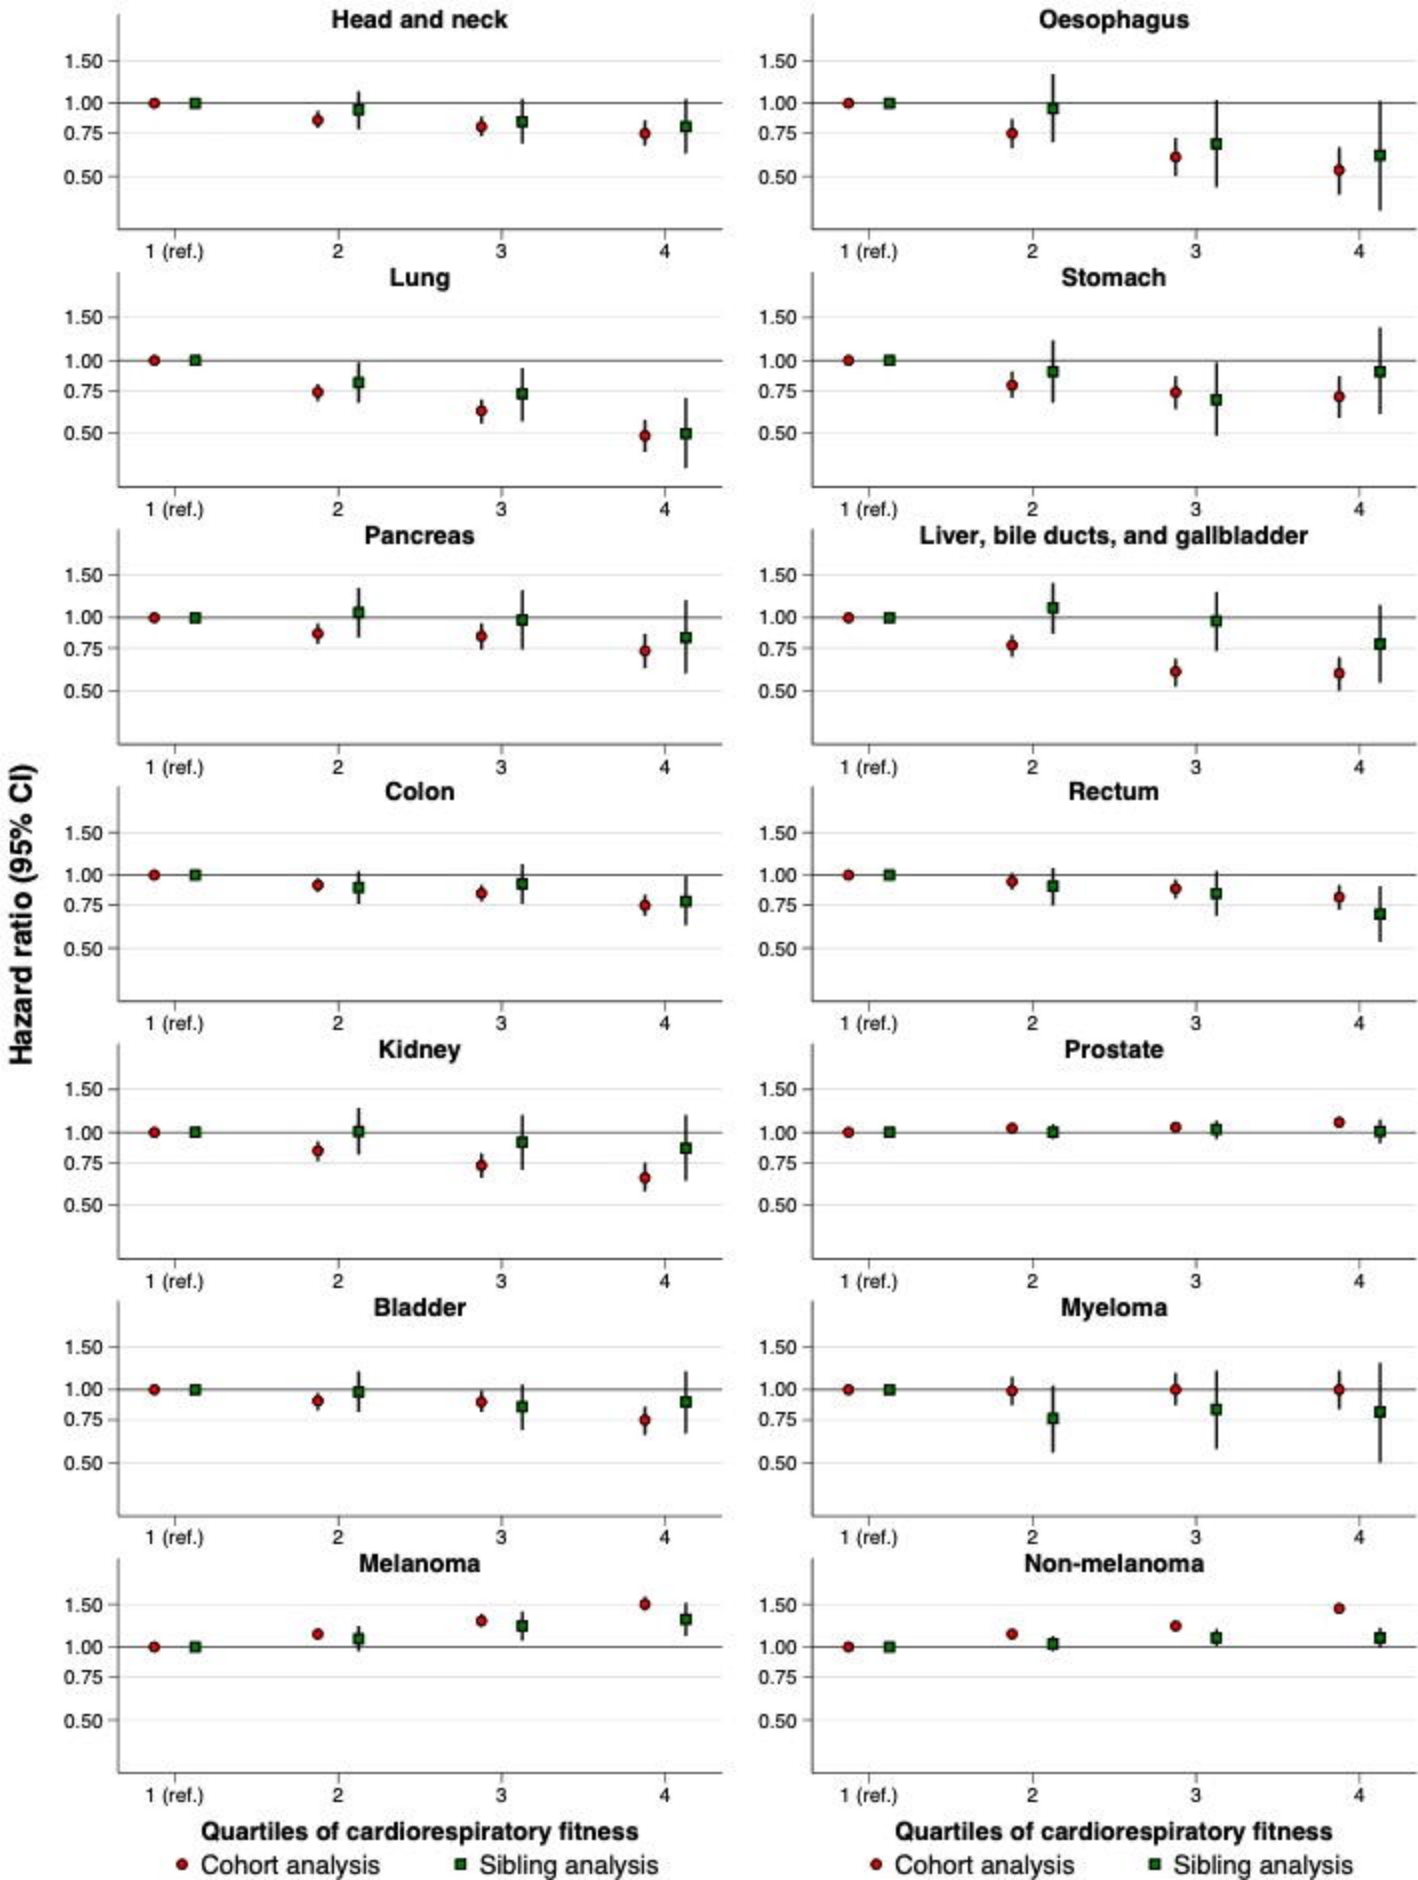 Head and neck
1.50
1.00
0.75
0.50
1 (ref.) 2 3 4
Oesophagus
1.50
1.00
0.75
0.50
1 (ref.) 2 3 4
Lung
1.50
1.00
0.75
0.50
1 (ref.) 2 3 4
Stomach
1.50
1.00
0.75
0.50
1 (ref.) 2 3 4
Pancreas
1.50
1.00
0.75
0.50
1 (ref.) 2 3 4
Liver, bile ducts, and gallbladder
1.50
1.00
0.75
0.50
1 (ref.) 2 3 4
Hazard ratio (95% CI)
Colon
1.50
1.00
0.75
0.50
1 (ref.) 2 3 4
Rectum
1.50
1.00
0.75
0.50
1 (ref.) 2 3 4
Kidney
1.50
1.00
0.75
0.50
1 (ref.) 2 3 4
Prostate
1.50
1.00
0.75
0.50
1 (ref.) 2 3 4
Bladder
1.50
1.00
0.75
0.50
1 (ref.) 2 3 4
Myeloma
1.50
1.00
0.75
0.50
1 (ref.) 2 3 4
Melanoma
1.50
1.00
0.75
0.50
1 (ref.) 2 3 4
Quartiles of cardiorespiratory fitness
Cohort analysis Sibling analysis
Non-melanoma
1.50
1.00
0.75
0.50
1 (ref.) 2 3 4
Quartiles of cardiorespiratory fitness
Cohort analysis Sibling analysis